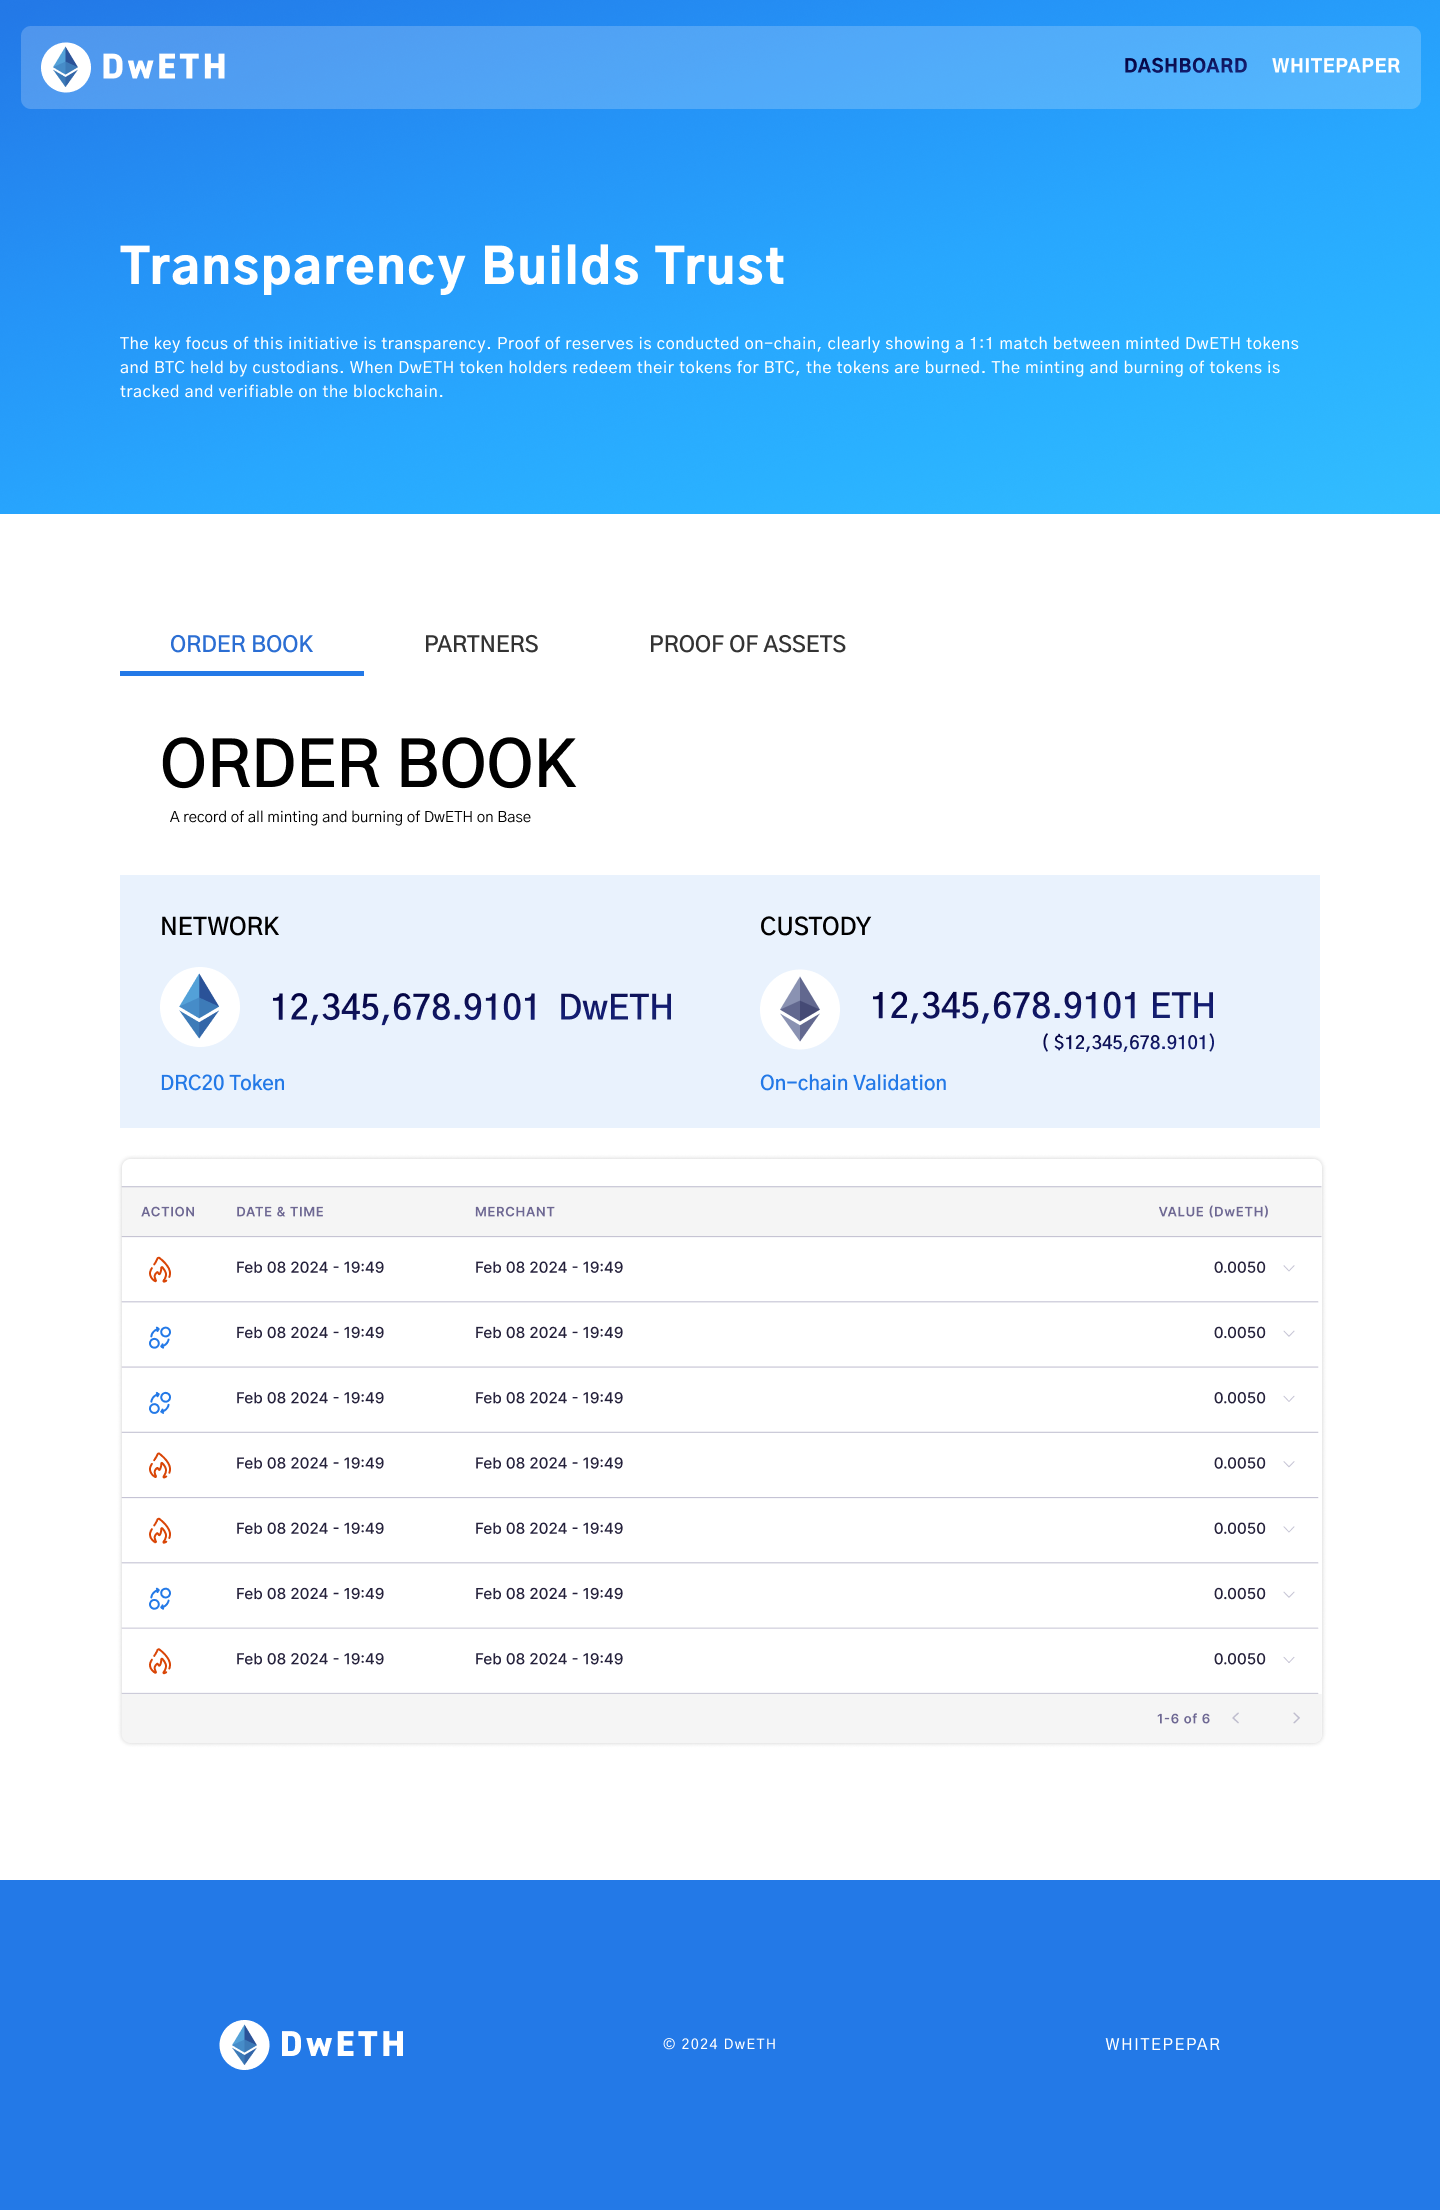 DwETH
DASHBOARD WHITEPAPER
Transparency Builds Trust
The key focus of this initiative is transparency. Proof of reserves is conducted on-chain, clearly showing a 1:1 match between minted DwETH tokens
and BTC held by custodians. When DwETH token holders redeem their tokens for BTC, the tokens are burned. The minting and burning of tokens is
tracked and verifiable on the blockchain.
ORDER BOOK PARTNERS PROOF OF ASSETS
ORDER BOOK
A record of all minting and burning of DwETH on Base
NETWORK
12,345,678.9101 DwETH
DRC20 Token
CUSTODY
12,345,678.9101 ETH
( $12,345,678.9101)
On-chain Validation
ACTION DATE & TIME MERCHANT VALUE (DwETH)
Feb 08 2024 - 19:49 Feb 08 2024 - 19:49 0.0050
Feb 08 2024 - 19:49 Feb 08 2024 - 19:49 0.0050
Feb 08 2024 - 19:49 Feb 08 2024 - 19:49 0.0050
Feb 08 2024 - 19:49 Feb 08 2024 - 19:49 0.0050
Feb 08 2024 - 19:49 Feb 08 2024 - 19:49 0.0050
Feb 08 2024 - 19:49 Feb 08 2024 - 19:49 0.0050
Feb 08 2024 - 19:49 Feb 08 2024 - 19:49 0.0050
1-6 of 6
DwETH
© 2024 DwETH
WHITEPEPAR